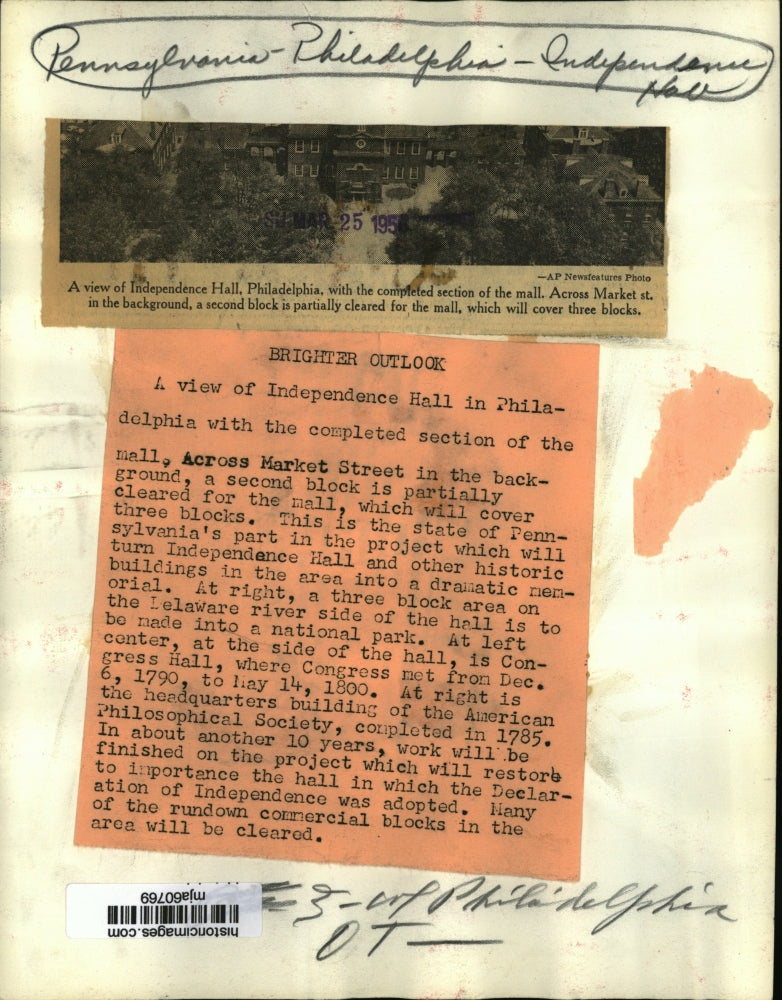 Pennsylvania - Philadelphia - Independence
Hall
SU MAR 25 195
—AP Newsfeatures Photo
A view of Independence Hall, Philadelphia, with the completed section of the mall. Across Market st.
in the background, a second block is partially cleared for the mall, which will cover three blocks.
BRIGHTER OUTLOOK
A view of Independence Hall in Phila-
delphia with the completed section of the
mall, Across Market Street in the back-
ground, a second block is partially
cleared for the mall, which will cover
three blocks. This is the state of Penn-
sylvania's part in the project which will
turn Independence Hall and other historic
buildings in the area into a dramatic mem-
orial. At right, a three block area on
the Delaware river side of the hall is to
be made into a national park. At left
center, at the side of the hall, is Con-
gress Hall, where Congress met from Dec.
6, 1790, to May 14, 1800. At right is
the headquarters building of the American
Philosophical Society, completed in 1785.
In about another 10 years, work will be
finished on the project which will restore
to importance the hall in which the Declar-
ation of Independence was adopted. Many
of the rundown commercial blocks in the
area will be cleared.
3- Philadelphia
OT—
historicimages.com
mja60769